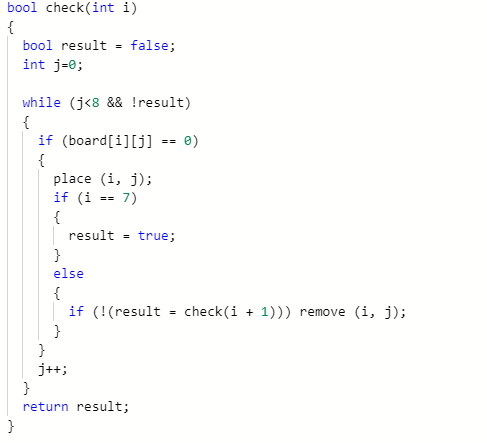 bool check(int i)
{
bool result = false;
int j=0;
while (j<8 && !result)
{
if (board[i][j] == 0)
{
place (i, j);
if (i == 7)
{
result = true;
}
else
{
if (!(result = check(i + 1))) remove (i, j);
}
}
j++;
}
return result;
}